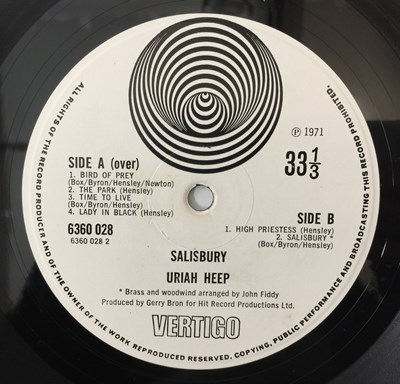 ALL RIGHTS OF THE RECORD PRODUCER AND OF THE OWNER OF THE WORK REPRODUCED RESERVED. COPYING, PUBLIC PERFORMANCE AND BROADCASTING THIS RECORD PROHIBITED.
℗ 1971
33 1/3
SIDE A (over)
1. BIRD OF PREY
(Box/Byron/Hensley/Newton)
2. THE PARK (Hensley)
3. TIME TO LIVE
(Box/Byron/Hensley)
4. LADY IN BLACK (Hensley)
6360 028
6360 028 2
SIDE B
1. HIGH PRIESTESS (Hensley)
2. SALISBURY *
(Box/Byron/Hensley)
SALISBURY
URIAH HEEP
* Brass and woodwind arranged by John Fiddy
Produced by Gerry Bron for Hit Record Productions Ltd.
VERTIGO